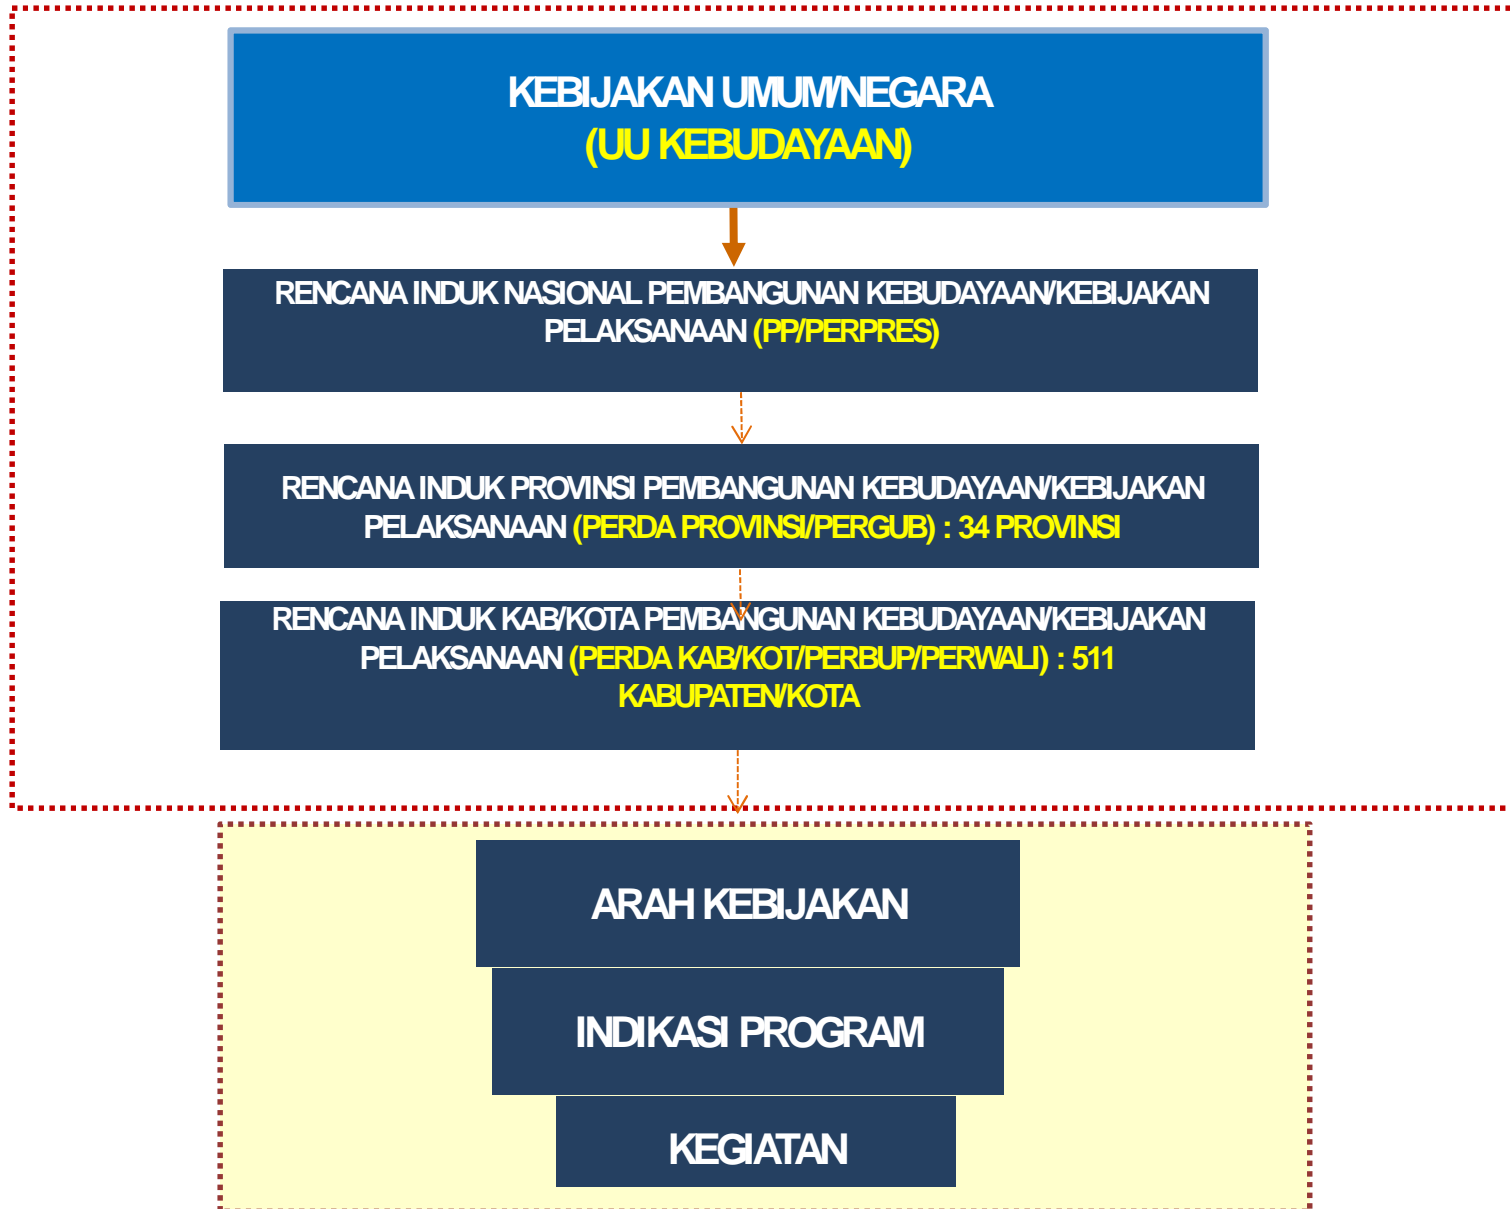 KEBIJAKAN UMUM/NEGARA
(UU KEBUDAYAAN)
RENCANA INDUK NASIONAL PEMBANGUNAN KEBUDAYAAN/KEBIJAKAN
PELAKSANAAN (PP/PERPRES)
RENCANA INDUK PROVINSI PEMBANGUNAN KEBUDAYAAN/KEBIJAKAN
PELAKSANAAN (PERDA PROVINSI/PERGUB) : 34 PROVINSI
RENCANA INDUK KAB/KOTA PEMBANGUNAN KEBUDAYAAN/KEBIJAKAN
PELAKSANAAN (PERDA KAB/KOT/PERBUP/PERWALI) : 511
KABUPATEN/KOTA
ARAH KEBIJAKAN
INDIKASI PROGRAM
KEGIATAN